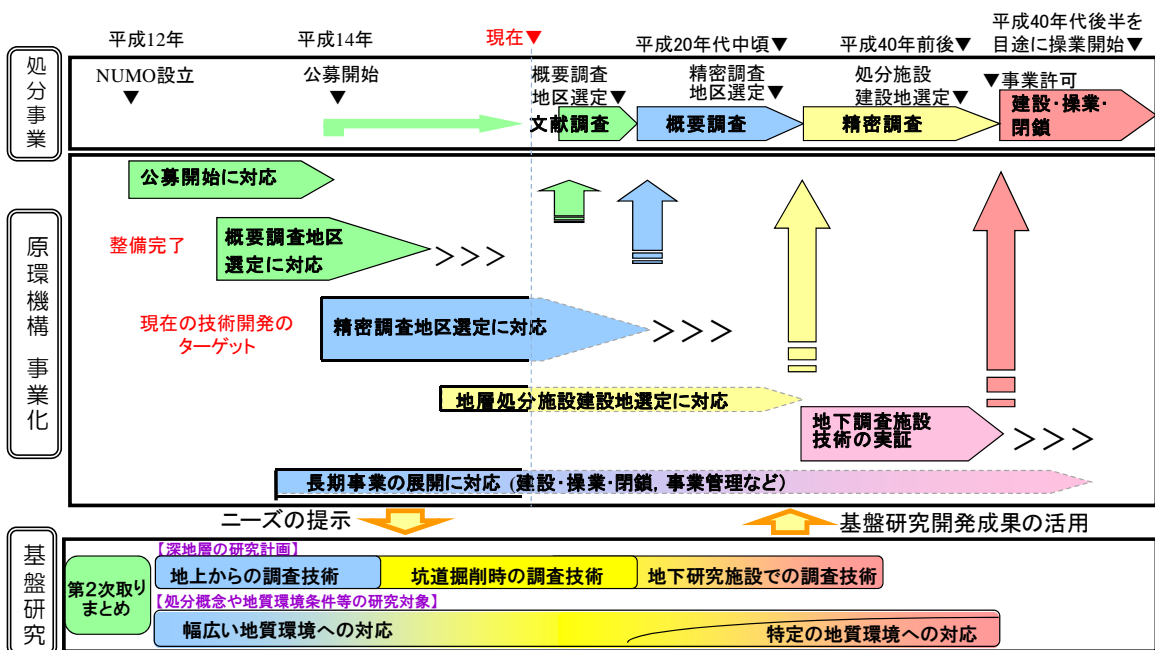 平成12年
平成14年
現在▼
平成20年代中頃▼
平成40年前後▼
平成40年代後半を
目途に操業開始▼
処分事業
NUMO設立
▼
公募開始
▼
概要調査
地区選定▼
精密調査
地区選定▼
処分施設
建設地選定▼
▼事業許可
文献調査
概要調査
精密調査
建設・操業・
閉鎖
原環機構 事業化
公募開始に対応
整備完了
概要調査地区
選定に対応
>>>
現在の技術開発の
ターゲット
精密調査地区選定に対応
>>>
地層処分施設建設地選定に対応
地下調査施設
技術の実証
>>>
長期事業の展開に対応 (建設・操業・閉鎖, 事業管理など)
ニーズの提示
基盤研究開発成果の活用
基盤研究
第2次取り
まとめ
【深地層の研究計画】
地上からの調査技術
坑道掘削時の調査技術
地下研究施設での調査技術
【処分概念や地質環境条件等の研究対象】
幅広い地質環境への対応
特定の地質環境への対応